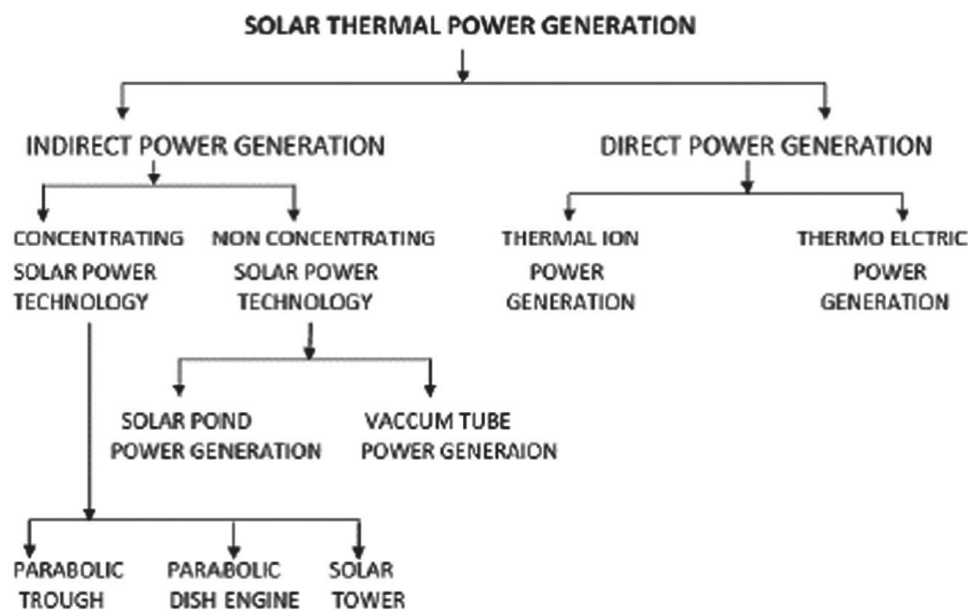 SOLAR THERMAL POWER GENERATION
INDIRECT POWER GENERATION
DIRECT POWER GENERATION
CONCENTRATING
SOLAR POWER
TECHNOLOGY
NON CONCENTRATING
SOLAR POWER
TECHNOLOGY
THERMAL ION
POWER
GENERATION
THERMO ELCTRIC
POWER
GENERATION
SOLAR POIND
POWER GENERATION
VACCUM TUBE
POWER GENERAION
PARABOLIC
TROUGH
PARABOLIC
DISH ENGINE
SOLAR
TOWER